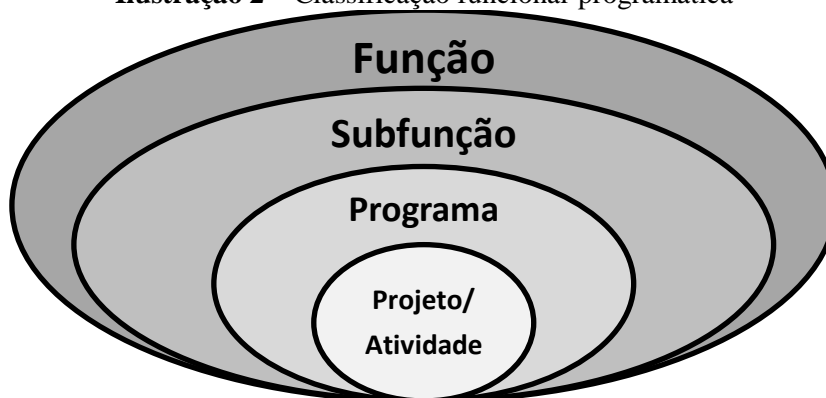 Ilustração 2 – Classificação funcional programática
Função
Subfunção
Programa
Projeto/
Atividade